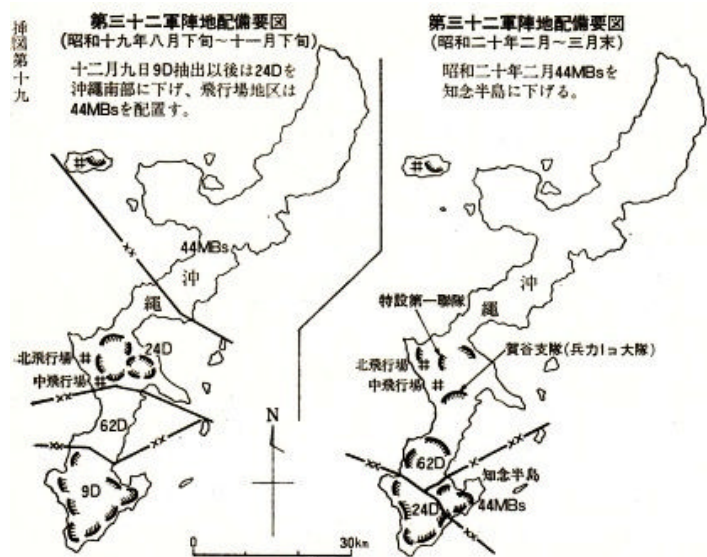 挿図第十九
第三十二軍陣地配備要図
(昭和十九年八月下旬~十一月下旬)
十二月九日9D抽出以後は24Dを
沖縄南部に下げ、飛行場地区は
44MBsを配置す。
44MBs
沖
縄
北飛行場
24D
中飛行場
62D
9D
xx
xx
xx
N
0
30km
第三十二軍陣地配備要図
(昭和二十年二月~三月末)
昭和二十年二月44MBsを
知念半島に下げる。
沖
縄
特設第一聯隊
北飛行場
賀谷支隊(兵力1ョ大隊)
中飛行場
62D
知念半島
24D
44MBs
xx
xx
xx